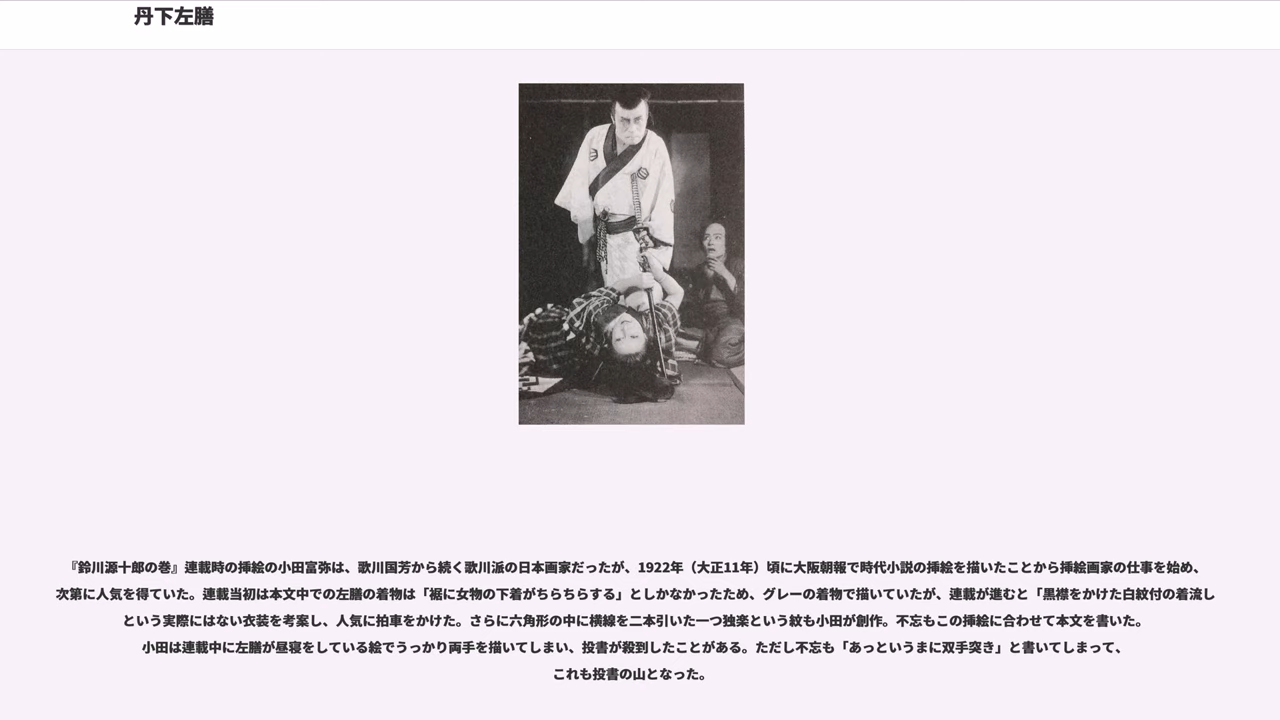 丹下左膳
『鈴川源十郎の巻』連載時の挿絵の小田富弥は、歌川国芳から続く歌川派の日本画家だったが、1922年（大正11年）頃に大阪朝報で時代小説の挿絵を描いたことから挿絵画家の仕事を始め、
次第に人気を得ていた。連載当初は本文中での左膳の着物は「裾に女物の下着がちらちらする」としかなかったため、グレーの着物で描いていたが、連載が進むと「黒襟をかけた白紋付の着流し
という実際にはない衣装を考案し、人気に拍車をかけた。さらに六角形の中に横線を二本引いた一つ独楽という紋も小田が創作。不忘もこの挿絵に合わせて本文を書いた。
小田は連載中に左膳が昼寝をしている絵でうっかり両手を描いてしまい、投書が殺到したことがある。ただし不忘も「あっというまに双手突き」と書いてしまって、
これも投書の山となった。